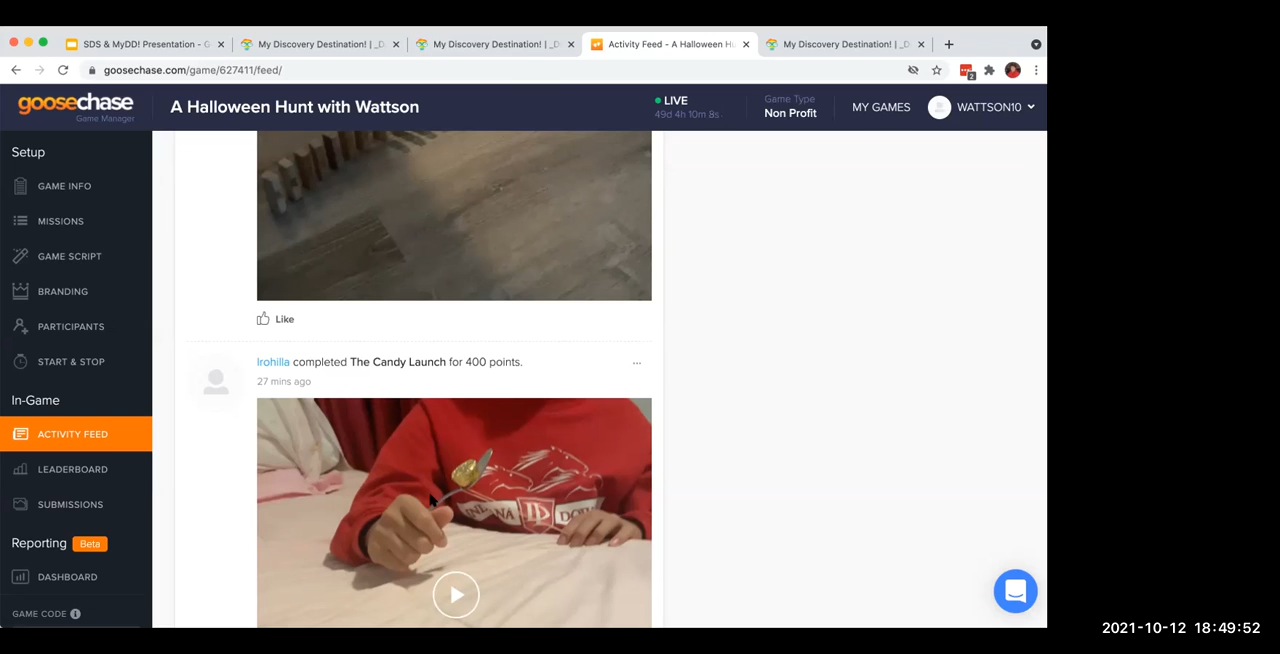 SDS & MyDD! Presentation - G
My Discovery Destination! | _D
My Discovery Destination! | _D
Activity Feed - A Halloween Hu
My Discovery Destination! | _D
goosechase.com/game/627411/feed/
2
goosechase
Game Manager
A Halloween Hunt with Wattson
LIVE
49d 4h 10m 8s
Game Type
Non Profit
MY GAMES
WATTSON10
Setup
GAME INFO
MISSIONS
GAME SCRIPT
BRANDING
PARTICIPANTS
START & STOP
In-Game
ACTIVITY FEED
LEADERBOARD
SUBMISSIONS
Reporting Beta
DASHBOARD
GAME CODE
Like
lrohilla completed The Candy Launch for 400 points.
27 mins ago
2021-10-12 18:49:52